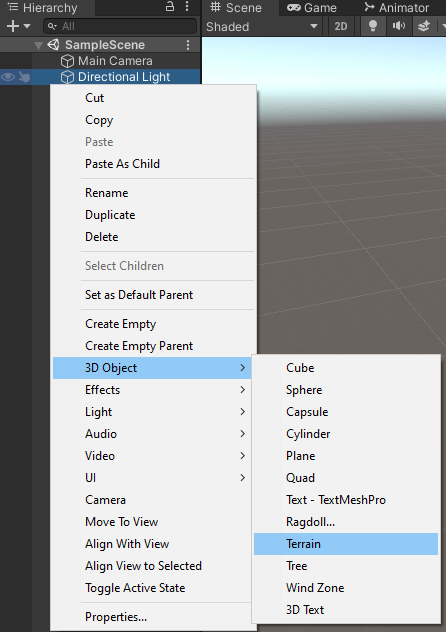 Hierarchy
Scene
Game
Animator
All
Shaded
2D
SampleScene
Main Camera
Directional Light
Cut
Copy
Paste
Paste As Child
Rename
Duplicate
Delete
Select Children
Set as Default Parent
Create Empty
Create Empty Parent
3D Object
Effects
Light
Audio
Video
UI
Camera
Move To View
Align With View
Align View to Selected
Toggle Active State
Properties...
Cube
Sphere
Capsule
Cylinder
Plane
Quad
Text - TextMeshPro
Ragdoll...
Terrain
Tree
Wind Zone
3D Text